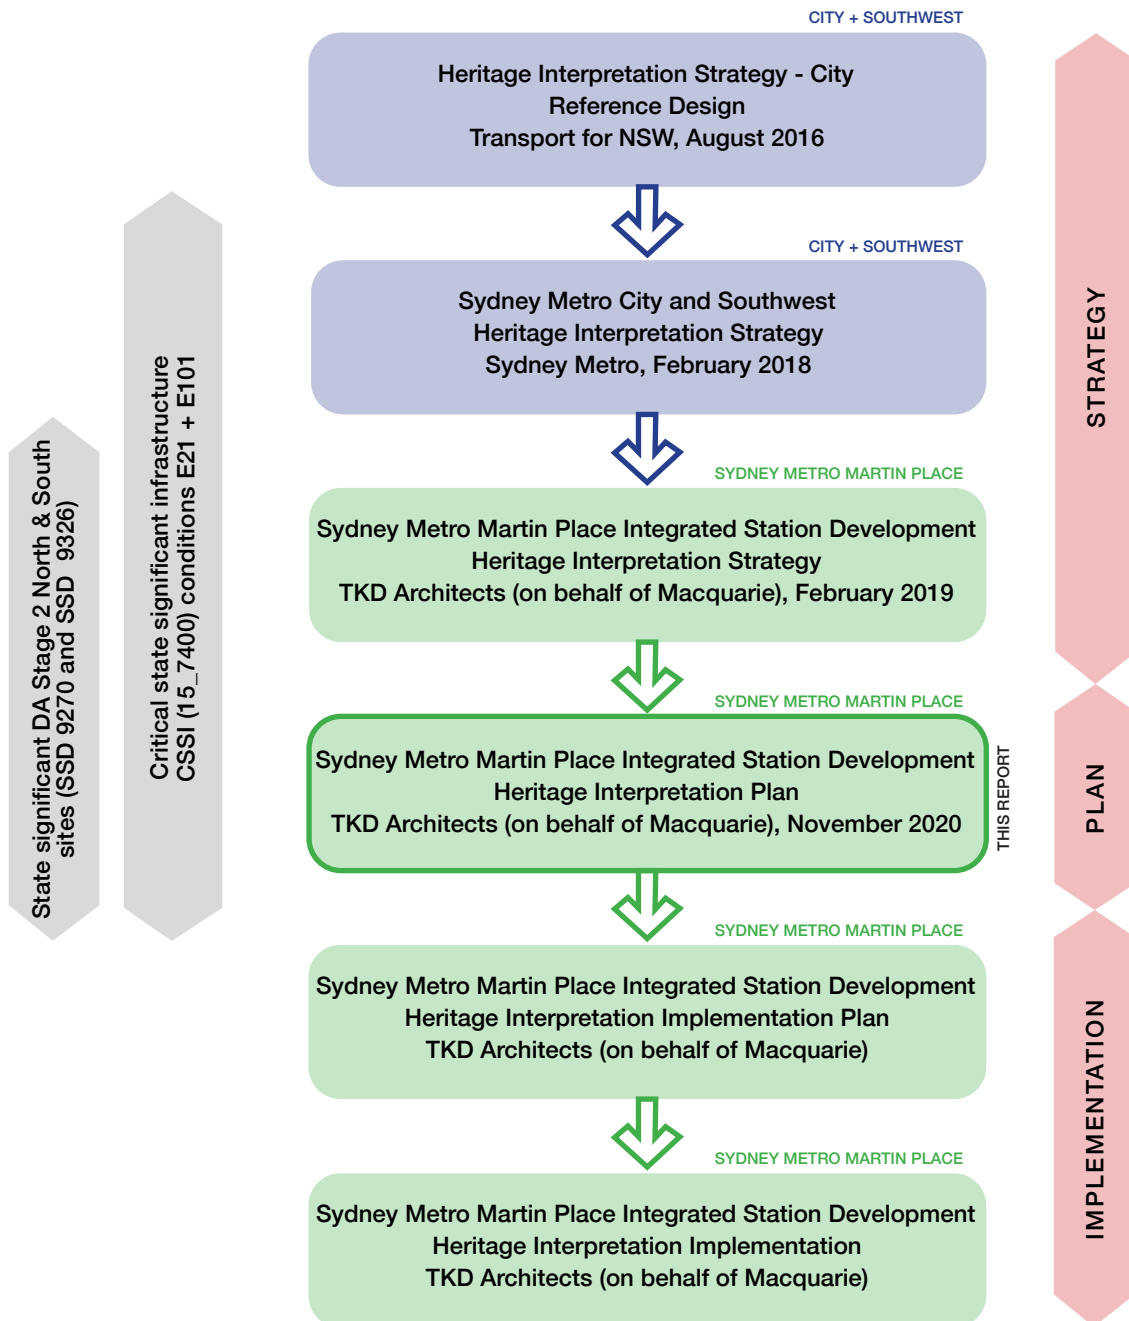 CITY + SOUTHWEST
Heritage Interpretation Strategy - City
Reference Design
Transport for NSW, August 2016
CITY + SOUTHWEST
Sydney Metro City and Southwest
Heritage Interpretation Strategy
Sydney Metro, February 2018
SYDNEY METRO MARTIN PLACE
Sydney Metro Martin Place Integrated Station Development
Heritage Interpretation Strategy
TKD Architects (on behalf of Macquarie), February 2019
SYDNEY METRO MARTIN PLACE
Sydney Metro Martin Place Integrated Station Development
Heritage Interpretation Plan
TKD Architects (on behalf of Macquarie), November 2020
THIS REPORT
SYDNEY METRO MARTIN PLACE
Sydney Metro Martin Place Integrated Station Development
Heritage Interpretation Implementation Plan
TKD Architects (on behalf of Macquarie)
SYDNEY METRO MARTIN PLACE
Sydney Metro Martin Place Integrated Station Development
Heritage Interpretation Implementation
TKD Architects (on behalf of Macquarie)
State significant DA Stage 2 North & South
sites (SSD 9270 and SSD 9326)
Critical state significant infrastructure
CSSI (15_7400) conditions E21 + E101
STRATEGY
PLAN
IMPLEMENTATION